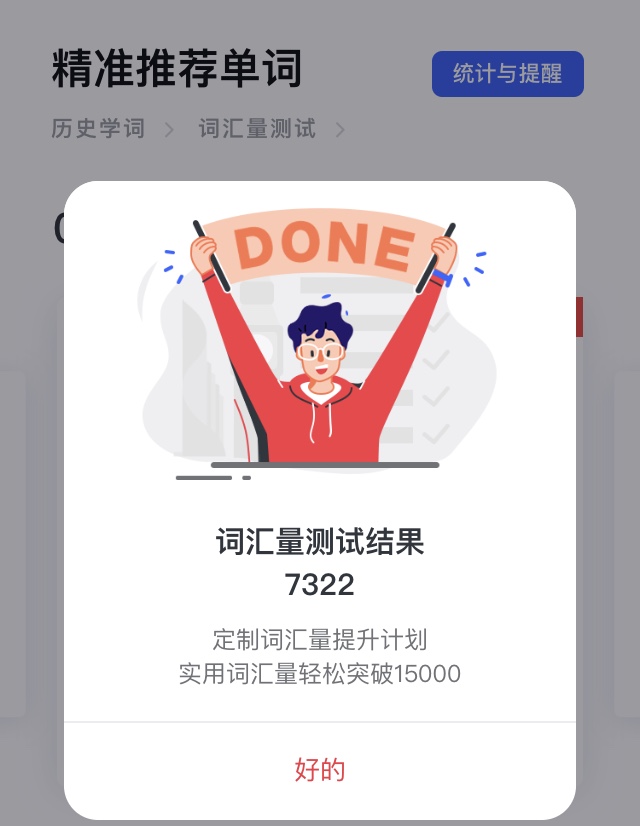 精准推荐单词
统计与提醒
历史学词
词汇量测试
DONE
词汇量测试结果
7322
定制词汇量提升计划
实用词汇量轻松突破15000
好的